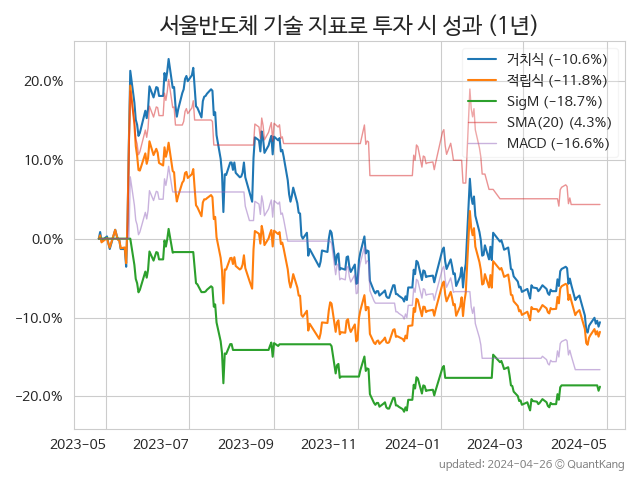 서울반도체 기술 지표로 투자 시 성과 (1년)
거치식 (−10.6%)
적립식 (−11.8%)
SigM (−18.7%)
SMA(20) (4.3%)
MACD (−16.6%)
20.0%
10.0%
0.0%
−10.0%
−20.0%
2023-05 2023-07 2023-09 2023-11 2024-01 2024-03 2024-05
updated: 2024-04-26 ⓒ QuantKang